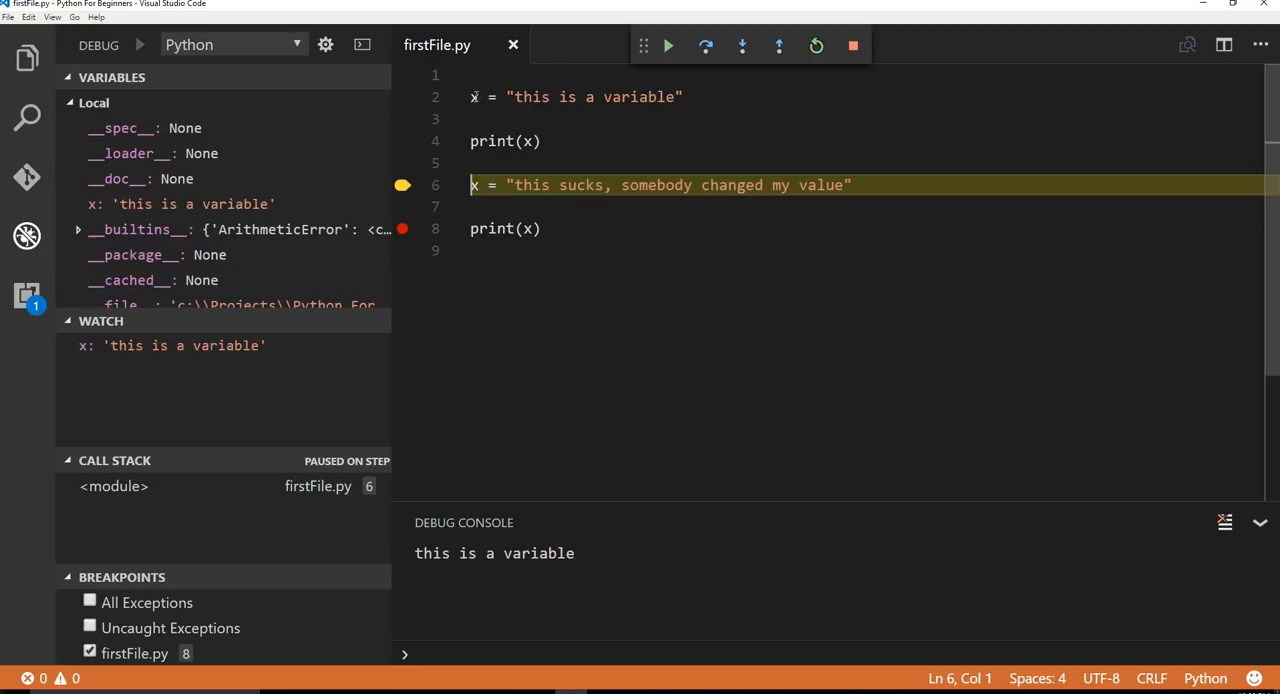 firstFile.py - Python For Beginners - Visual Studio Code
File Edit View Go Help
DEBUG Python
firstFile.py
VARIABLES
Local
__spec__: None
__loader__: None
__doc__: None
x: 'this is a variable'
__builtins__: {'ArithmeticError': <c...
__package__: None
__cached__: None
__file__: 'c:\\Projects\\Python For
WATCH
x: 'this is a variable'
CALL STACK PAUSED ON STEP
<module> firstFile.py 6
BREAKPOINTS
All Exceptions
Uncaught Exceptions
firstFile.py 8
1
1
2 x = "this is a variable"
3
4 print(x)
5
6 x = "this sucks, somebody changed my value"
7
8 print(x)
9
DEBUG CONSOLE
this is a variable
0 0
Ln 6, Col 1 Spaces: 4 UTF-8 CRLF Python